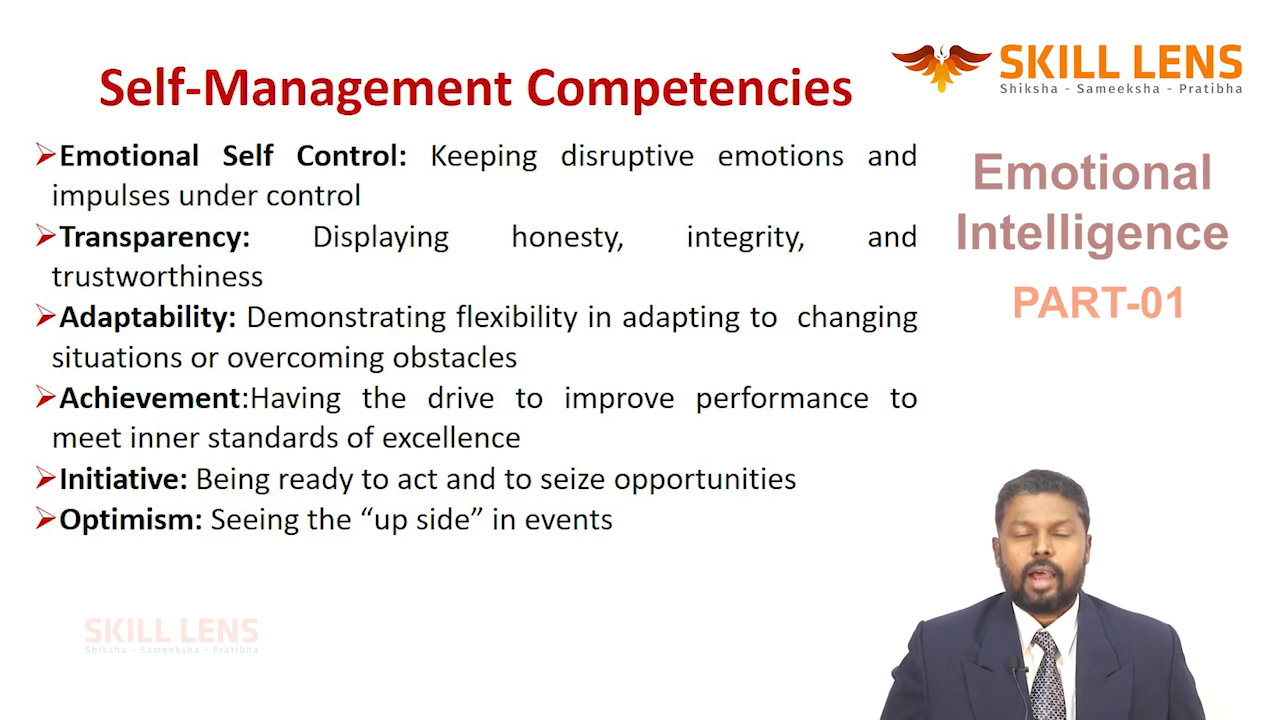 Self-Management Competencies
SKILL LENS
Shiksha - Sameeksha - Pratibha
➢Emotional Self Control: Keeping disruptive emotions and
impulses under control
➢Transparency: Displaying honesty, integrity, and
trustworthiness
➢Adaptability: Demonstrating flexibility in adapting to changing
situations or overcoming obstacles
➢Achievement:Having the drive to improve performance to
meet inner standards of excellence
➢Initiative: Being ready to act and to seize opportunities
➢Optimism: Seeing the “up side” in events
Emotional
Intelligence
PART-01
SKILL LENS
Shiksha - Sameeksha - Pratibha